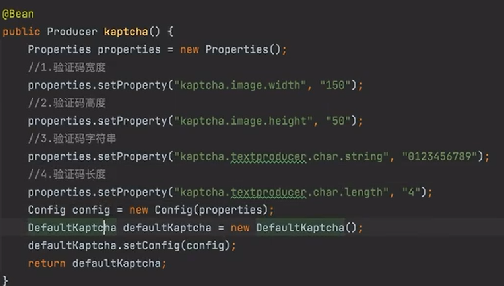 @Bean
public Producer kaptcha() {
Properties properties = new Properties();
//1.验证码宽度
properties.setProperty("kaptcha.image.width", "150");
//2.验证码高度
properties.setProperty("kaptcha.image.height", "50");
//3.验证码字符串
properties.setProperty("kaptcha.textproducer.char.string", "0123456789");
//4.验证码长度
properties.setProperty("kaptcha.textproducer.char.length", "4");
Config config = new Config(properties);
DefaultKaptcha defaultKaptcha = new DefaultKaptcha();
defaultKaptcha.setConfig(config);
return defaultKaptcha;
}